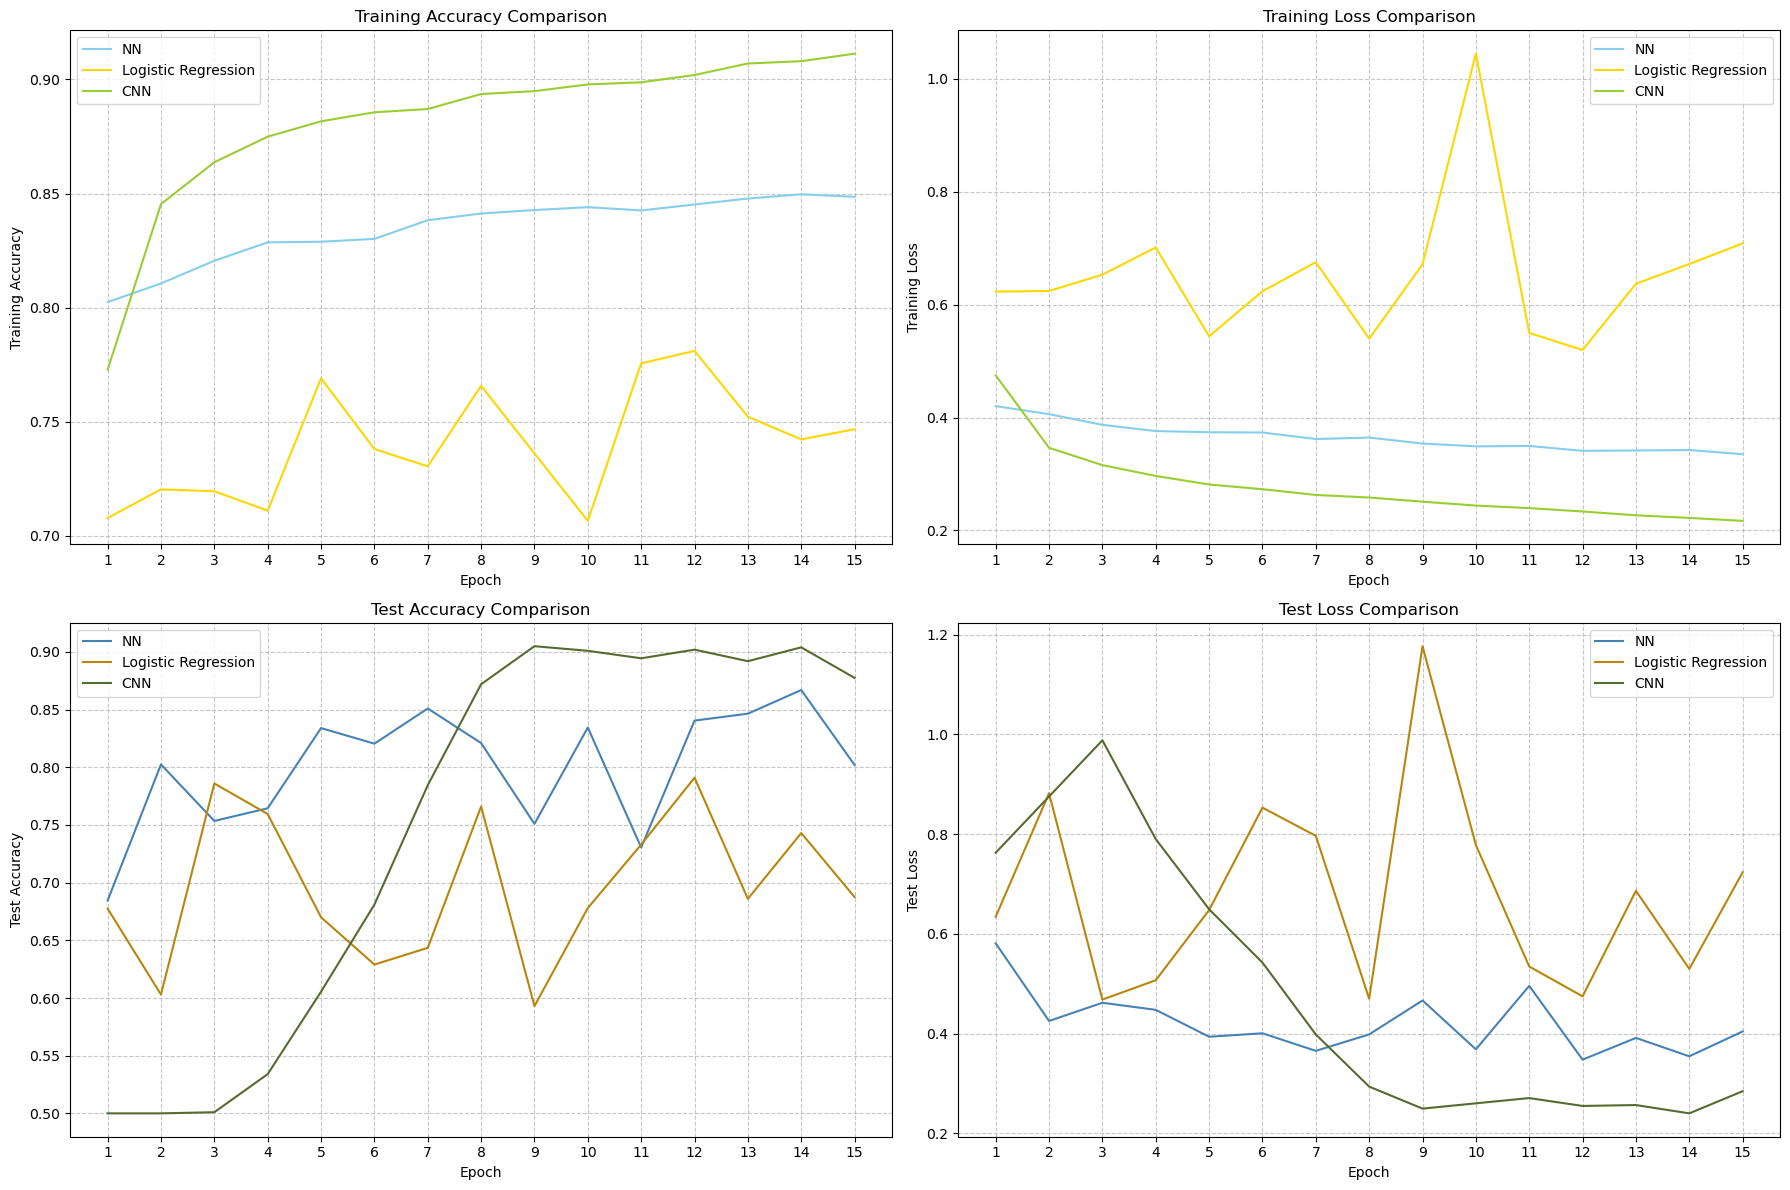 Training Accuracy Comparison
NN
Logistic Regression
CNN
0.90
0.85
0.80
0.75
0.70
Training Accuracy
1 2 3 4 5 6 7 8 9 10 11 12 13 14 15
Epoch
Training Loss Comparison
NN
Logistic Regression
CNN
1.0
0.8
0.6
0.4
0.2
Training Loss
1 2 3 4 5 6 7 8 9 10 11 12 13 14 15
Epoch
Test Accuracy Comparison
NN
Logistic Regression
CNN
0.90
0.85
0.80
0.75
0.70
0.65
0.60
0.55
0.50
Test Accuracy
1 2 3 4 5 6 7 8 9 10 11 12 13 14 15
Epoch
Test Loss Comparison
NN
Logistic Regression
CNN
1.2
1.0
0.8
0.6
0.4
0.2
Test Loss
1 2 3 4 5 6 7 8 9 10 11 12 13 14 15
Epoch